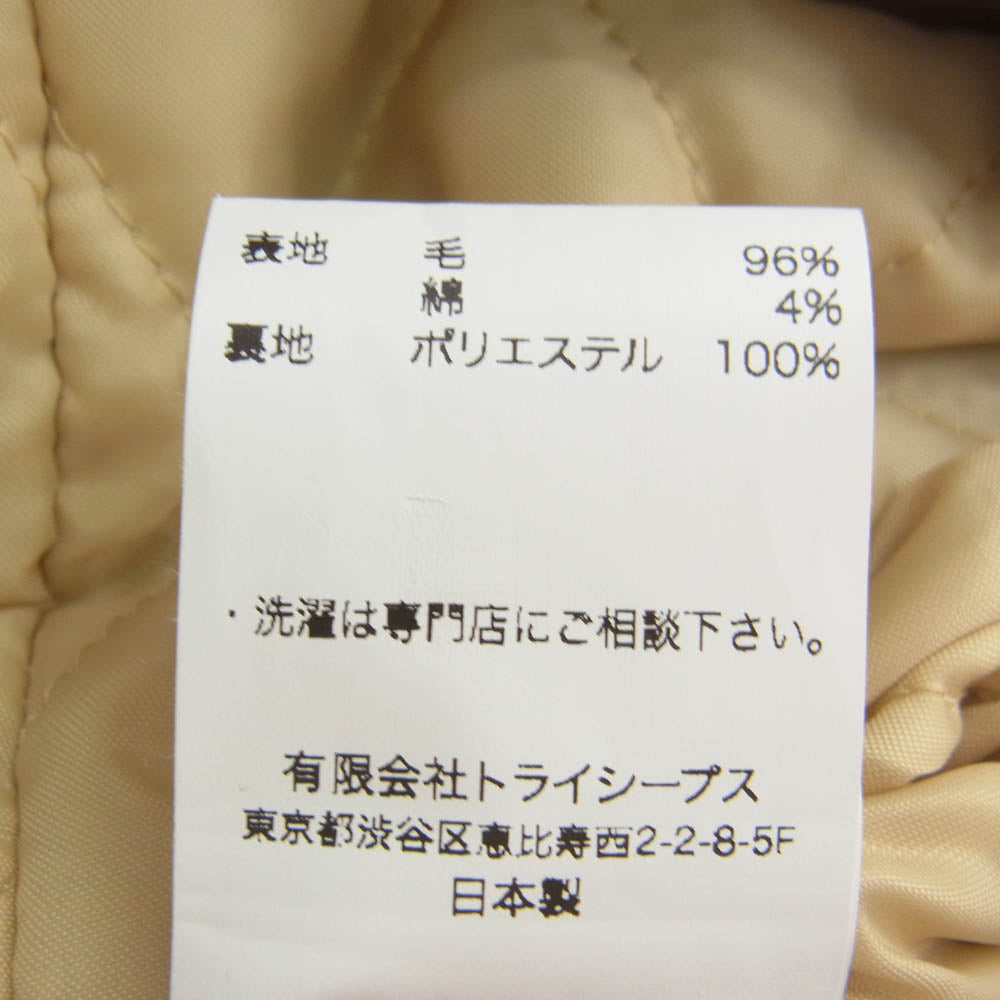 表地 毛 96%
綿 4%
裏地 ポリエステル 100%
・洗濯は専門店にご相談下さい。
有限会社トライシープス
東京都渋谷区恵比寿西2-2-8-5F
日本製